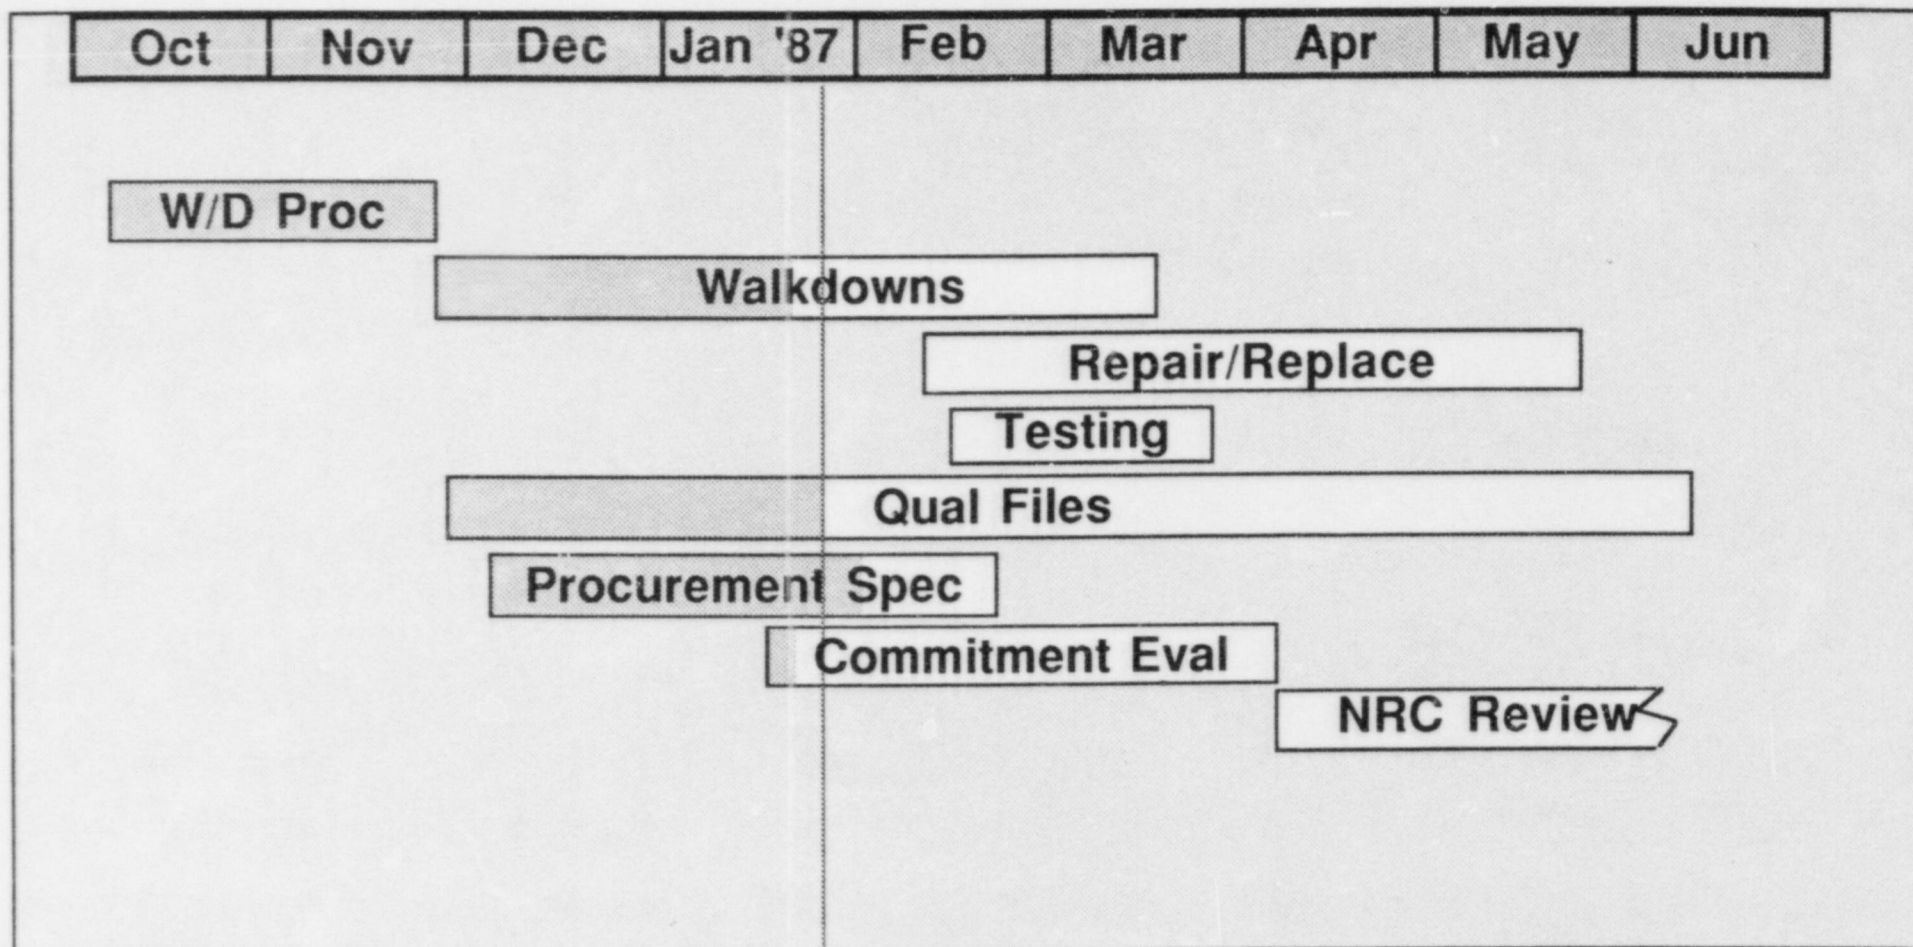 Oct Nov Dec Jan '87 Feb Mar Apr May Jun
W/D Proc
Walkdowns
Repair/Replace
Testing
Qual Files
Procurement Spec
Commitment Eval
NRC Review